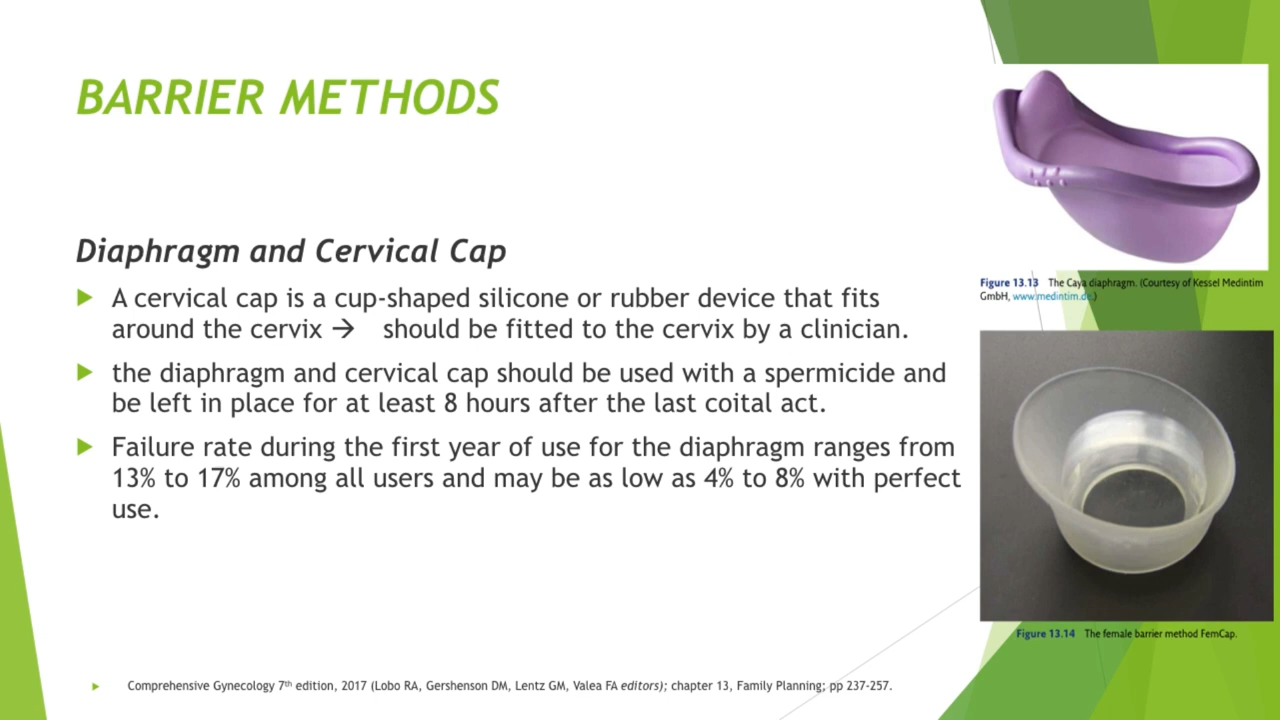 BARRIER METHODS
Diaphragm and Cervical Cap
A cervical cap is a cup-shaped silicone or rubber device that fits
around the cervix → should be fitted to the cervix by a clinician.
the diaphragm and cervical cap should be used with a spermicide and
be left in place for at least 8 hours after the last coital act.
Failure rate during the first year of use for the diaphragm ranges from
13% to 17% among all users and may be as low as 4% to 8% with perfect
use.
Figure 13.13 The Caya diaphragm. (Courtesy of Kessel Medintim
GmbH, www.medintim.de.)
Figure 13.14 The female barrier method FemCap.
Comprehensive Gynecology 7th edition, 2017 (Lobo RA, Gershenson DM, Lentz GM, Valea FA editors); chapter 13, Family Planning; pp 237-257.